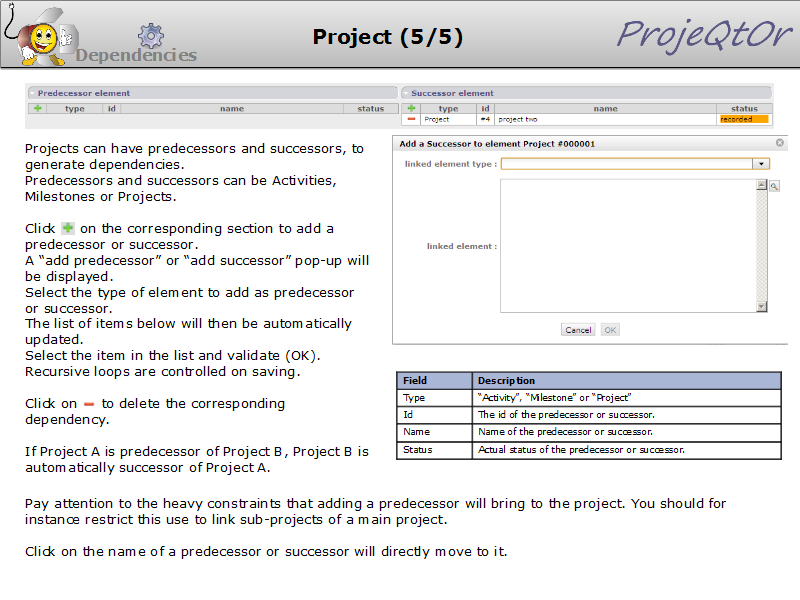 Dependencies
Project (5/5)
ProjeQtOr
Predecessor element
type id name status
Successor element
type id name status
Project #4 project two recorded
Projects can have predecessors and successors, to
generate dependencies.
Predecessors and successors can be Activities,
Milestones or Projects.
Click on the corresponding section to add a
predecessor or successor.
A “add predecessor” or “add successor” pop-up will
be displayed.
Select the type of element to add as predecessor
or successor.
The list of items below will then be automatically
updated.
Select the item in the list and validate (OK).
Recursive loops are controlled on saving.
Click on to delete the corresponding
dependency.
If Project A is predecessor of Project B, Project B is
automatically successor of Project A.
Add a Successor to element Project #000001
linked element type :
linked element :
Cancel OK
Field Description
Type “Activity”, “Milestone” or “Project”
Id The id of the predecessor or successor.
Name Name of the predecessor or successor.
Status Actual status of the predecessor or successor.
Pay attention to the heavy constraints that adding a predecessor will bring to the project. You should for
instance restrict this use to link sub-projects of a main project.
Click on the name of a predecessor or successor will directly move to it.